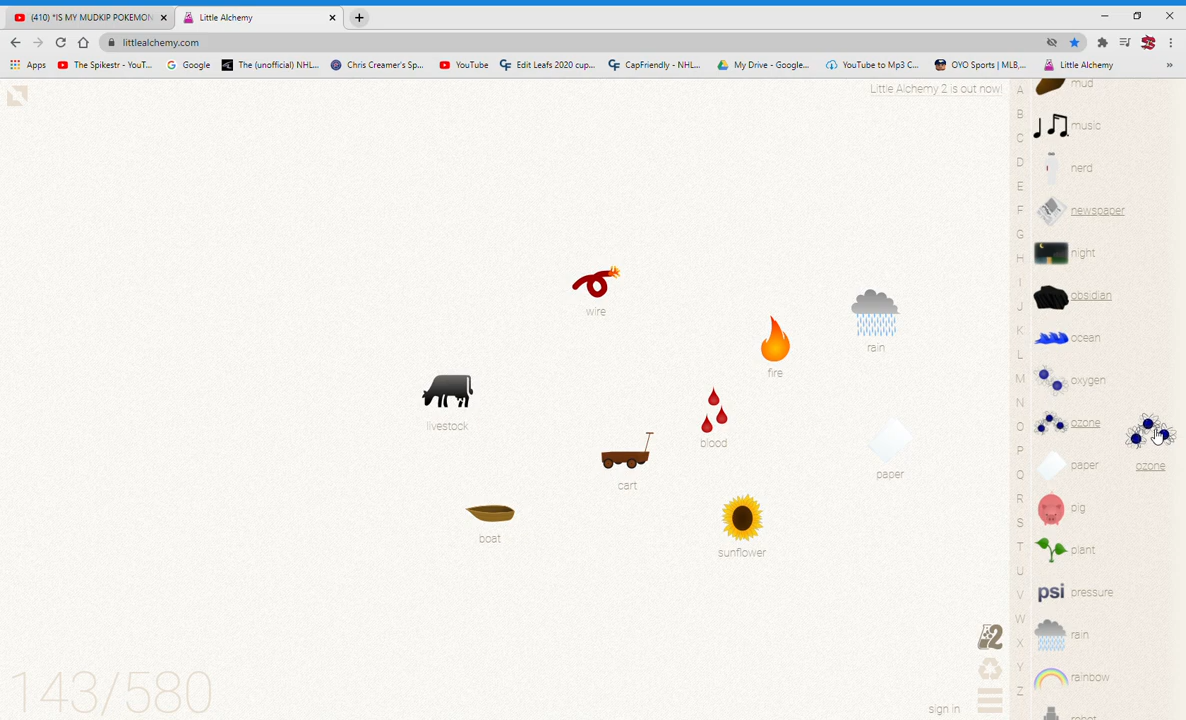 (410) *IS MY MUDKIP POKEMON
Little Alchemy
littlealchemy.com
Apps
The Spikestr - YouT...
Google
The (unofficial) NHL...
Chris Creamer's Sp...
YouTube
Edit Leafs 2020 cup...
CapFriendly - NHL...
My Drive - Google...
YouTube to Mp3 C...
OYO Sports | MLB,...
Little Alchemy
»
Little Alchemy 2 is out now!
wire
rain
fire
livestock
blood
cart
paper
boat
sunflower
143/580
2
sign in
A
B
C
D
E
F
G
H
I
J
K
L
M
N
O
P
Q
R
S
T
U
V
W
X
Y
Z
mud
music
nerd
newspaper
night
obsidian
ocean
oxygen
ozone
ozone
paper
pig
plant
psi pressure
rain
rainbow
robot